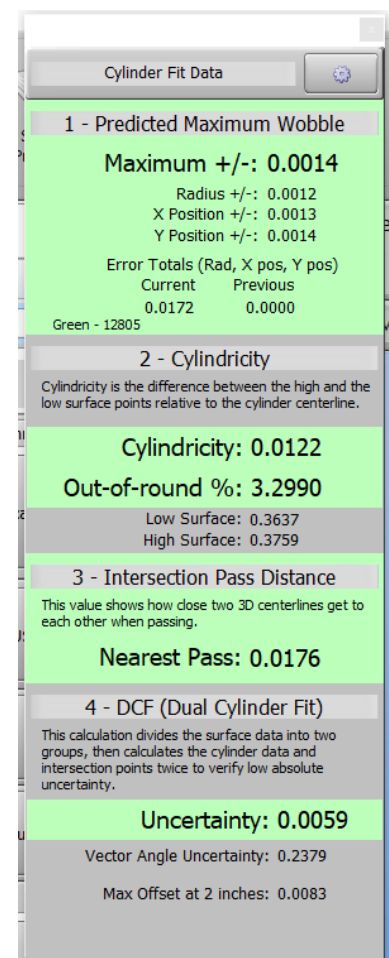 Cylinder Fit Data
1 - Predicted Maximum Wobble
Maximum +/-: 0.0014
Radius +/-: 0.0012
X Position +/-: 0.0013
Y Position +/-: 0.0014
Error Totals (Rad, X pos, Y pos)
Current Previous
0.0172 0.0000
Green - 12805
2 - Cylindricity
Cylindricity is the difference between the high and the
low surface points relative to the cylinder centerline.
Cylindricity: 0.0122
Out-of-round %: 3.2990
Low Surface: 0.3637
High Surface: 0.3759
3 - Intersection Pass Distance
This value shows how close two 3D centerlines get to
each other when passing.
Nearest Pass: 0.0176
4 - DCF (Dual Cylinder Fit)
This calculation divides the surface data into two
groups, then calculates the cylinder data and
intersection points twice to verify low absolute
uncertainty.
Uncertainty: 0.0059
Vector Angle Uncertainty: 0.2379
Max Offset at 2 inches: 0.0083